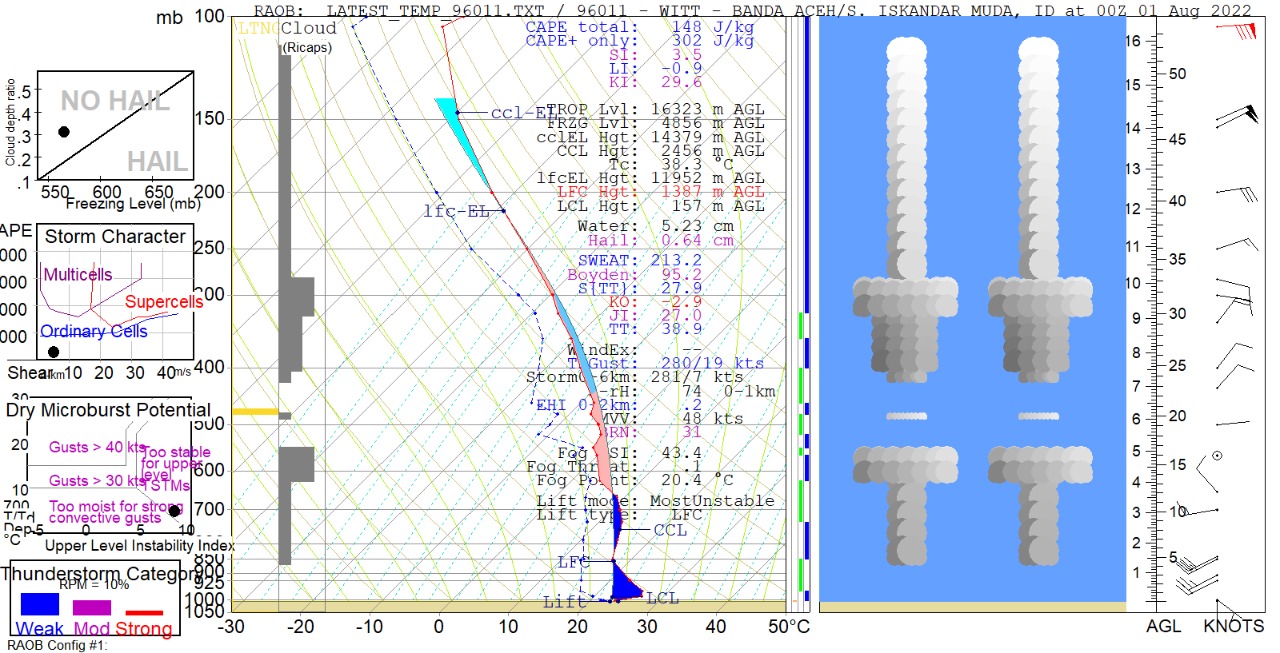 RAOB: LATEST_TEMP_96011.TXT / 96011 - WITT - BANDA ACEH/S. ISKANDAR MUDA, ID at 00Z 01 Aug 2022
mb
100
150
200
250
300
400
500
600
700
850
900
925
1000
1050
-30 -20 -10 0 10 20 30 40 50°C
LTNG
Cloud
(Ricaps)
CAPE total: 148 J/kg
CAPE+ only: 302 J/kg
SI: 3.5
LI: -0.9
KI: 29.6
TROP Lvl: 16323 m AGL
FRZG Lvl: 4856 m AGL
cclEL Hgt: 14379 m AGL
CCL Hgt: 2456 m AGL
Tc: 38.3 °C
lfcEL Hgt: 11952 m AGL
LFC Hgt: 1387 m AGL
LCL Hgt: 157 m AGL
Water: 5.23 cm
Hail: 0.64 cm
SWEAT: 213.2
Boyden: 95.2
S{TT}: 27.9
KO: -2.9
JI: 27.0
TT: 38.9
WindEx: --
T Gust: 280/19 kts
Storm 0-6km: 281/7 kts
-rH: 74 0-1km
EHI 0-2km: .2
MVV: 48 kts
BRN: 31
Fog SI: 43.4
Fog Threat: .1
Fog Point: 20.4 °C
Lift mode: MostUnstable
Lift type: LFC
ccl-EL
lfc-EL
CCL
LFC
LCL
Lift
Cloud depth ratio
.5
.4
.3
.2
.1
NO HAIL
HAIL
550 600 650
Freezing Level (mb)
Storm Character
Multicells
Supercells
Ordinary Cells
Shear 10 20 30 40 m/s
Dry Microburst Potential
20
10
Gusts > 40 kts
Gusts > 30 kts
Too stable
for upper
level
TSTMs
Too moist for strong
convective gusts
700
T/Td
Dep
°C
0 5 10
Upper Level Instability Index
Thunderstorm Category
RPM = 10%
Weak Mod Strong
RAOB Config #1:
16
15
14
13
12
11
10
9
8
7
6
5
4
3
2
1
50
45
40
35
30
25
20
15
10
5
AGL KNOTS